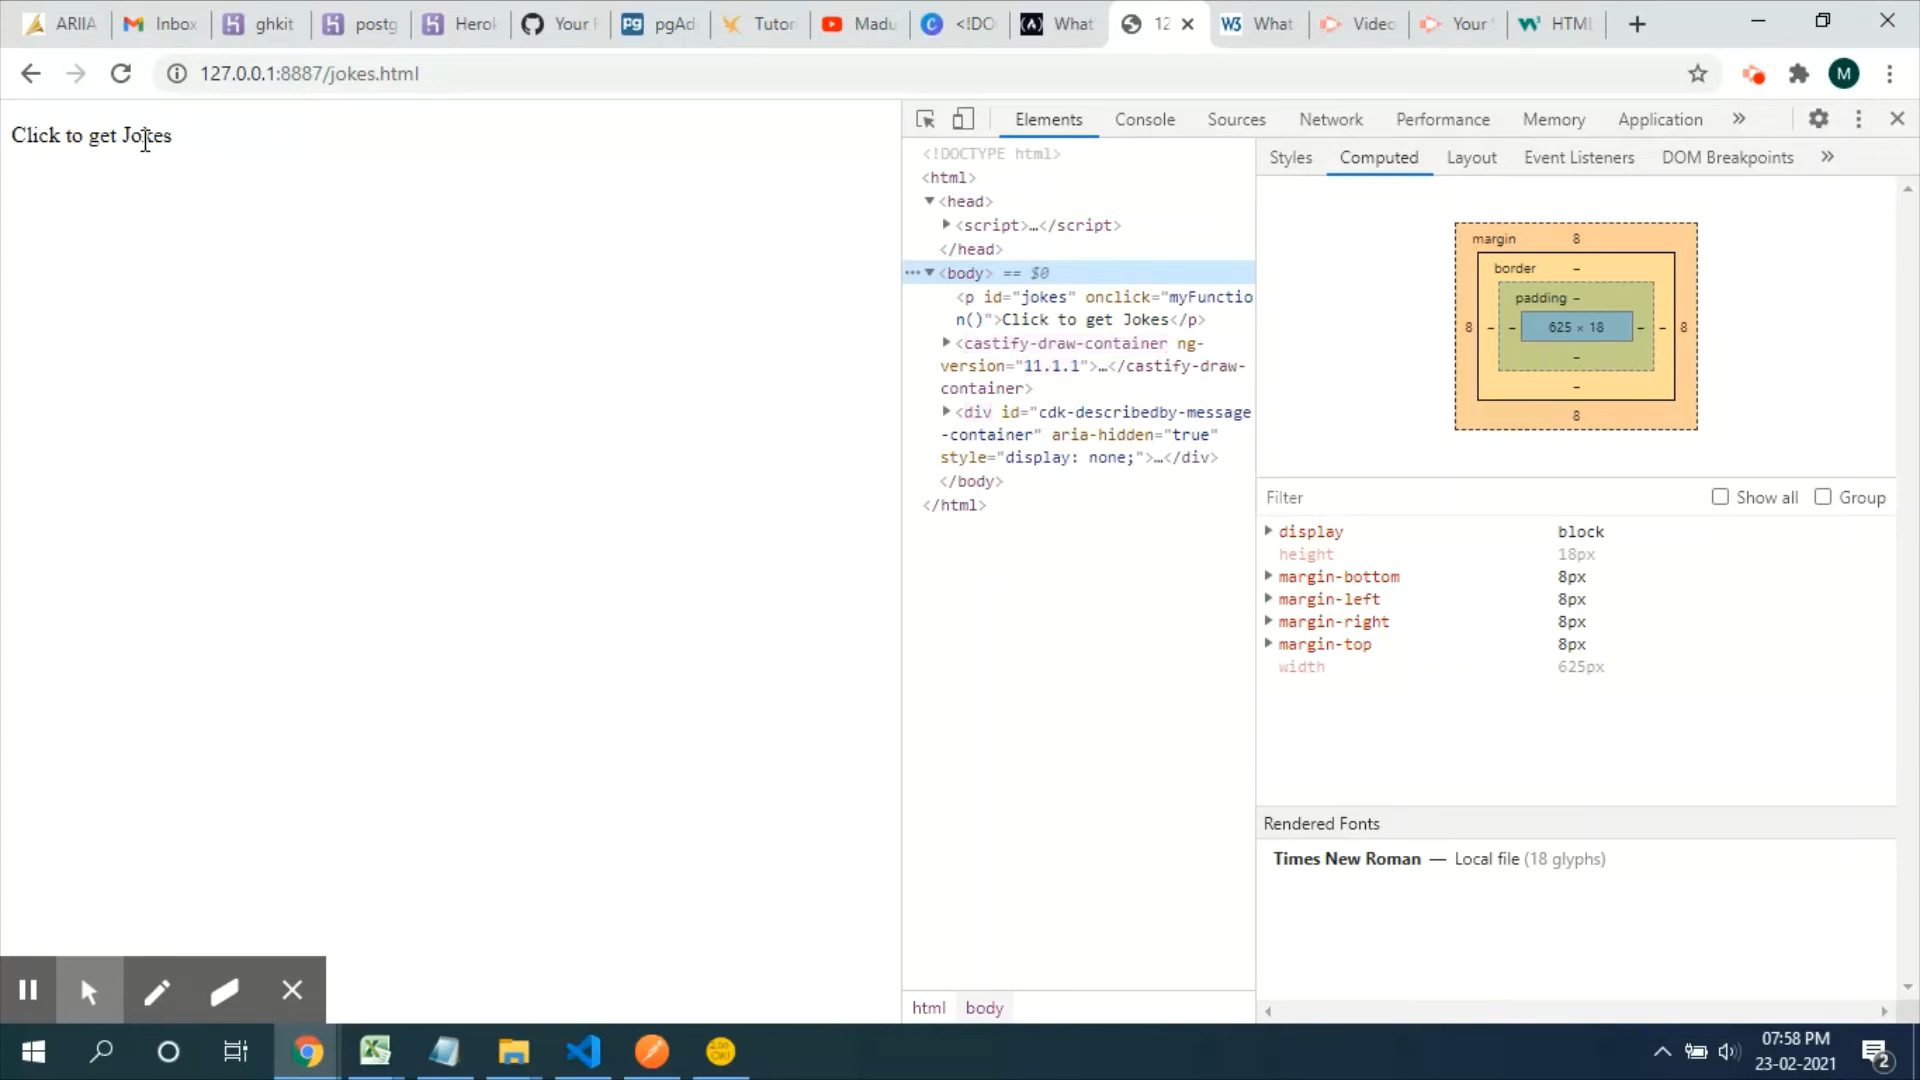 ARIIA Inbox ghkit postg Herok Your F pgAd Tutor Madu <!DO What 12 What Video Your HTML
127.0.0.1:8887/jokes.html
M
Click to get Jokes
Elements Console Sources Network Performance Memory Application »
<!DOCTYPE html>
<html>
<head>
<script>…</script>
</head>
<body> == $0
<p id="jokes" onclick="myFunctio
n()">Click to get Jokes</p>
<castify-draw-container ng-
version="11.1.1">…</castify-draw-
container>
<div id="cdk-describedby-message
-container" aria-hidden="true"
style="display: none;">…</div>
</body>
</html>
html body
Styles Computed Layout Event Listeners DOM Breakpoints »
margin 8
border –
padding –
8 – – 625 × 18 – – 8
–
–
8
Filter Show all Group
display block
height 18px
margin-bottom 8px
margin-left 8px
margin-right 8px
margin-top 8px
width 625px
Rendered Fonts
Times New Roman — Local file (18 glyphs)
07:58 PM
23-02-2021
2